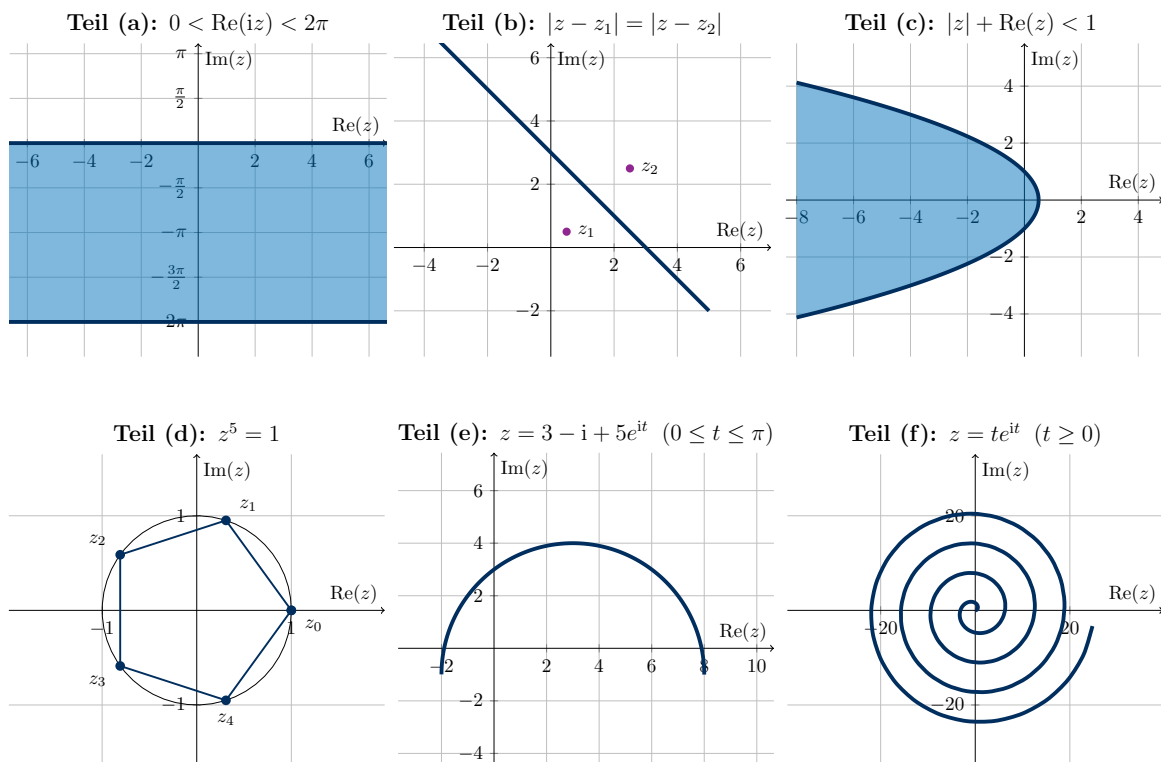 Teil (a): 0 < Re(iz) < 2π
Im(z)
Re(z)
π
π/2
−6 −4 −2 2 4 6
−π/2
−π
−3π/2
2π
Teil (b): |z − z₁| = |z − z₂|
Im(z)
Re(z)
6
4
2
−2
−4 −2 2 4 6
z₂
z₁
Teil (c): |z| + Re(z) < 1
Im(z)
Re(z)
4
2
−8 −6 −4 −2 2 4
−2
−4
Teil (d): z⁵ = 1
Im(z)
Re(z)
1
−1 1
−1
z₁
z₂
z₀
z₃
z₄
Teil (e): z = 3 − i + 5eⁱᵗ (0 ≤ t ≤ π)
Im(z)
Re(z)
6
4
2
−2 2 4 6 8 10
−2
−4
Teil (f): z = teⁱᵗ (t ≥ 0)
Im(z)
Re(z)
20
−20 20
−20